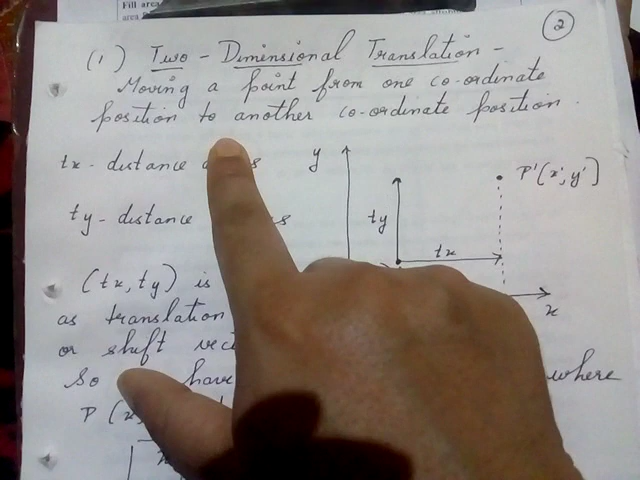 Fill area
area
2
(1) Two - Dimensional Translation -
Moving a point from one co-ordinate
position to another co-ordinate position.
tx - distance
ty - distance
y
P'(x', y')
ty
tx
x
(tx, ty) is
as translation
or shift
So have where
P (x,